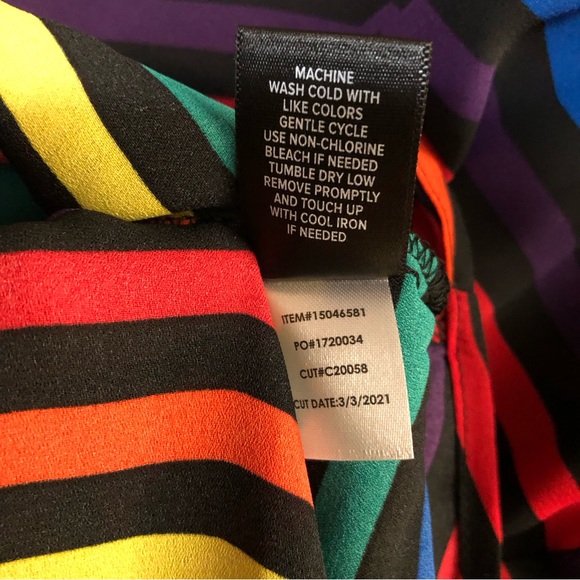 MACHINE
WASH COLD WITH
LIKE COLORS
GENTLE CYCLE
USE NON-CHLORINE
BLEACH IF NEEDED
TUMBLE DRY LOW
REMOVE PROMPTLY
AND TOUCH UP
WITH COOL IRON
IF NEEDED
ITEM#15046581
PO#1720034
CUT#C20058
CUT DATE:3/3/2021